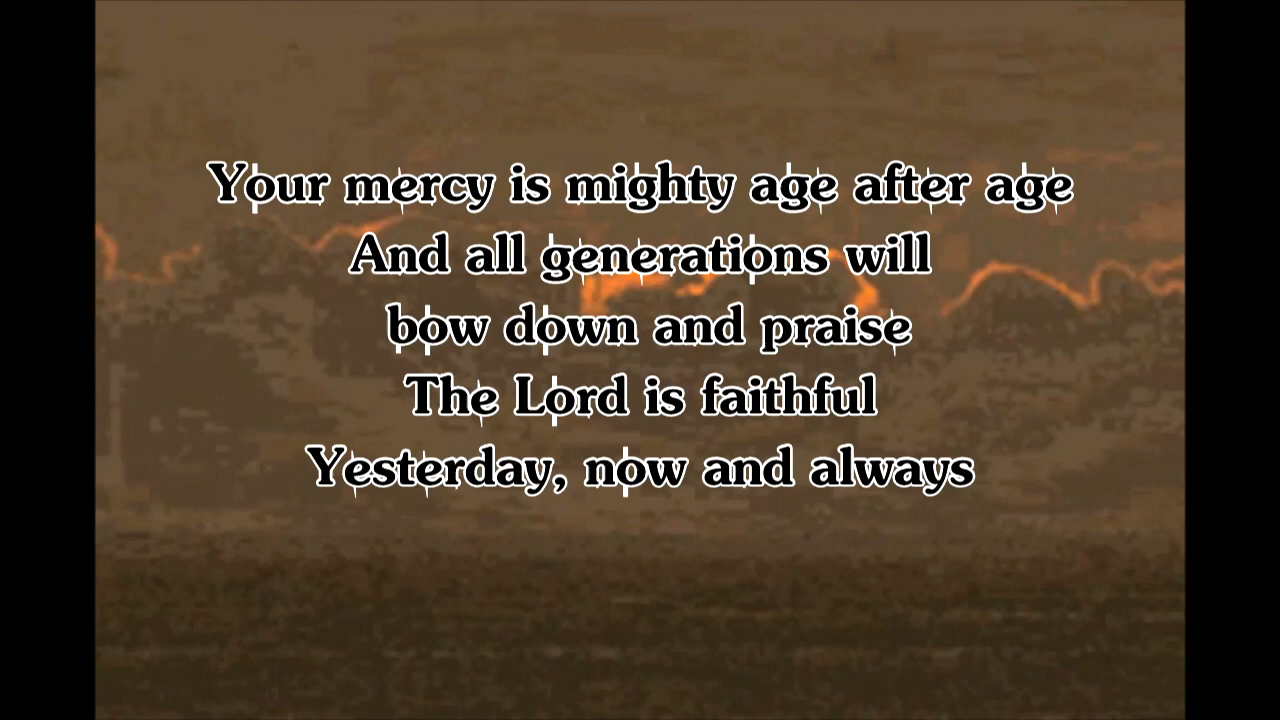 Your mercy is mighty age after age
And all generations will
bow down and praise
The Lord is faithful
Yesterday, now and always